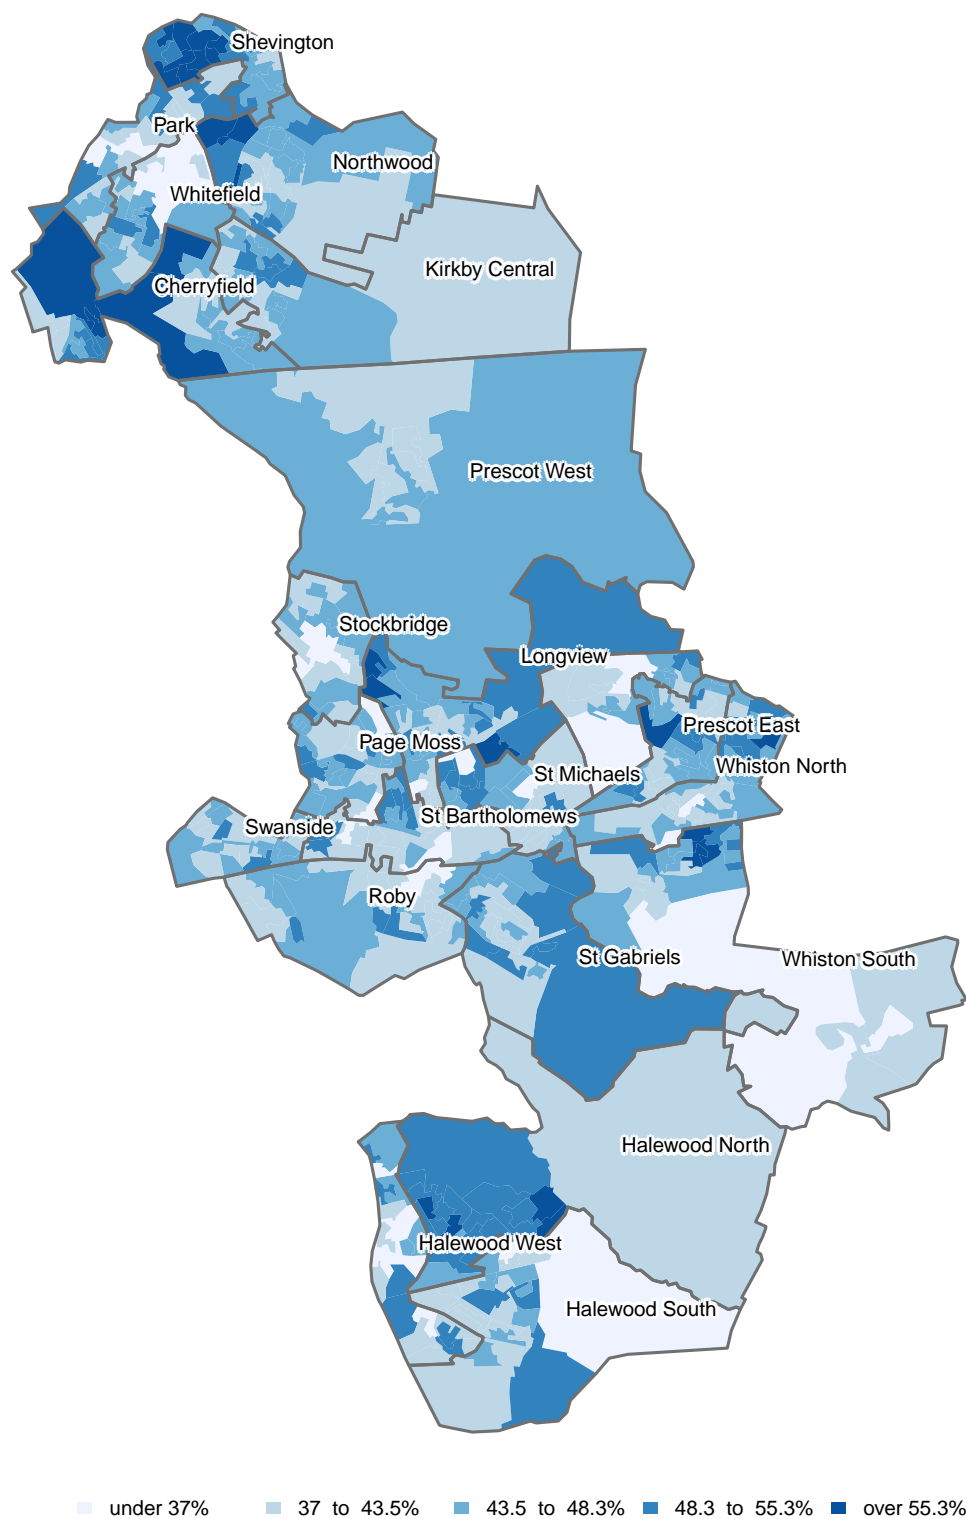 Shevington
Park
Northwood
Whitefield
Kirkby Central
Cherryfield
Prescot West
Stockbridge
Longview
Prescot East
Page Moss
Whiston North
St Michaels
St Bartholomews
Swanside
Roby
St Gabriels
Whiston South
Halewood North
Halewood West
Halewood South
under 37% 37 to 43.5% 43.5 to 48.3% 48.3 to 55.3% over 55.3%